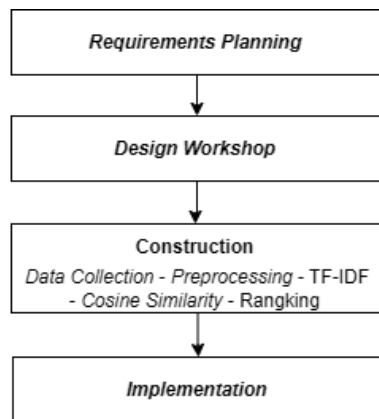 Requirements Planning
Design Workshop
Construction
Data Collection - Preprocessing - TF-IDF
- Cosine Similarity - Rangking
Implementation